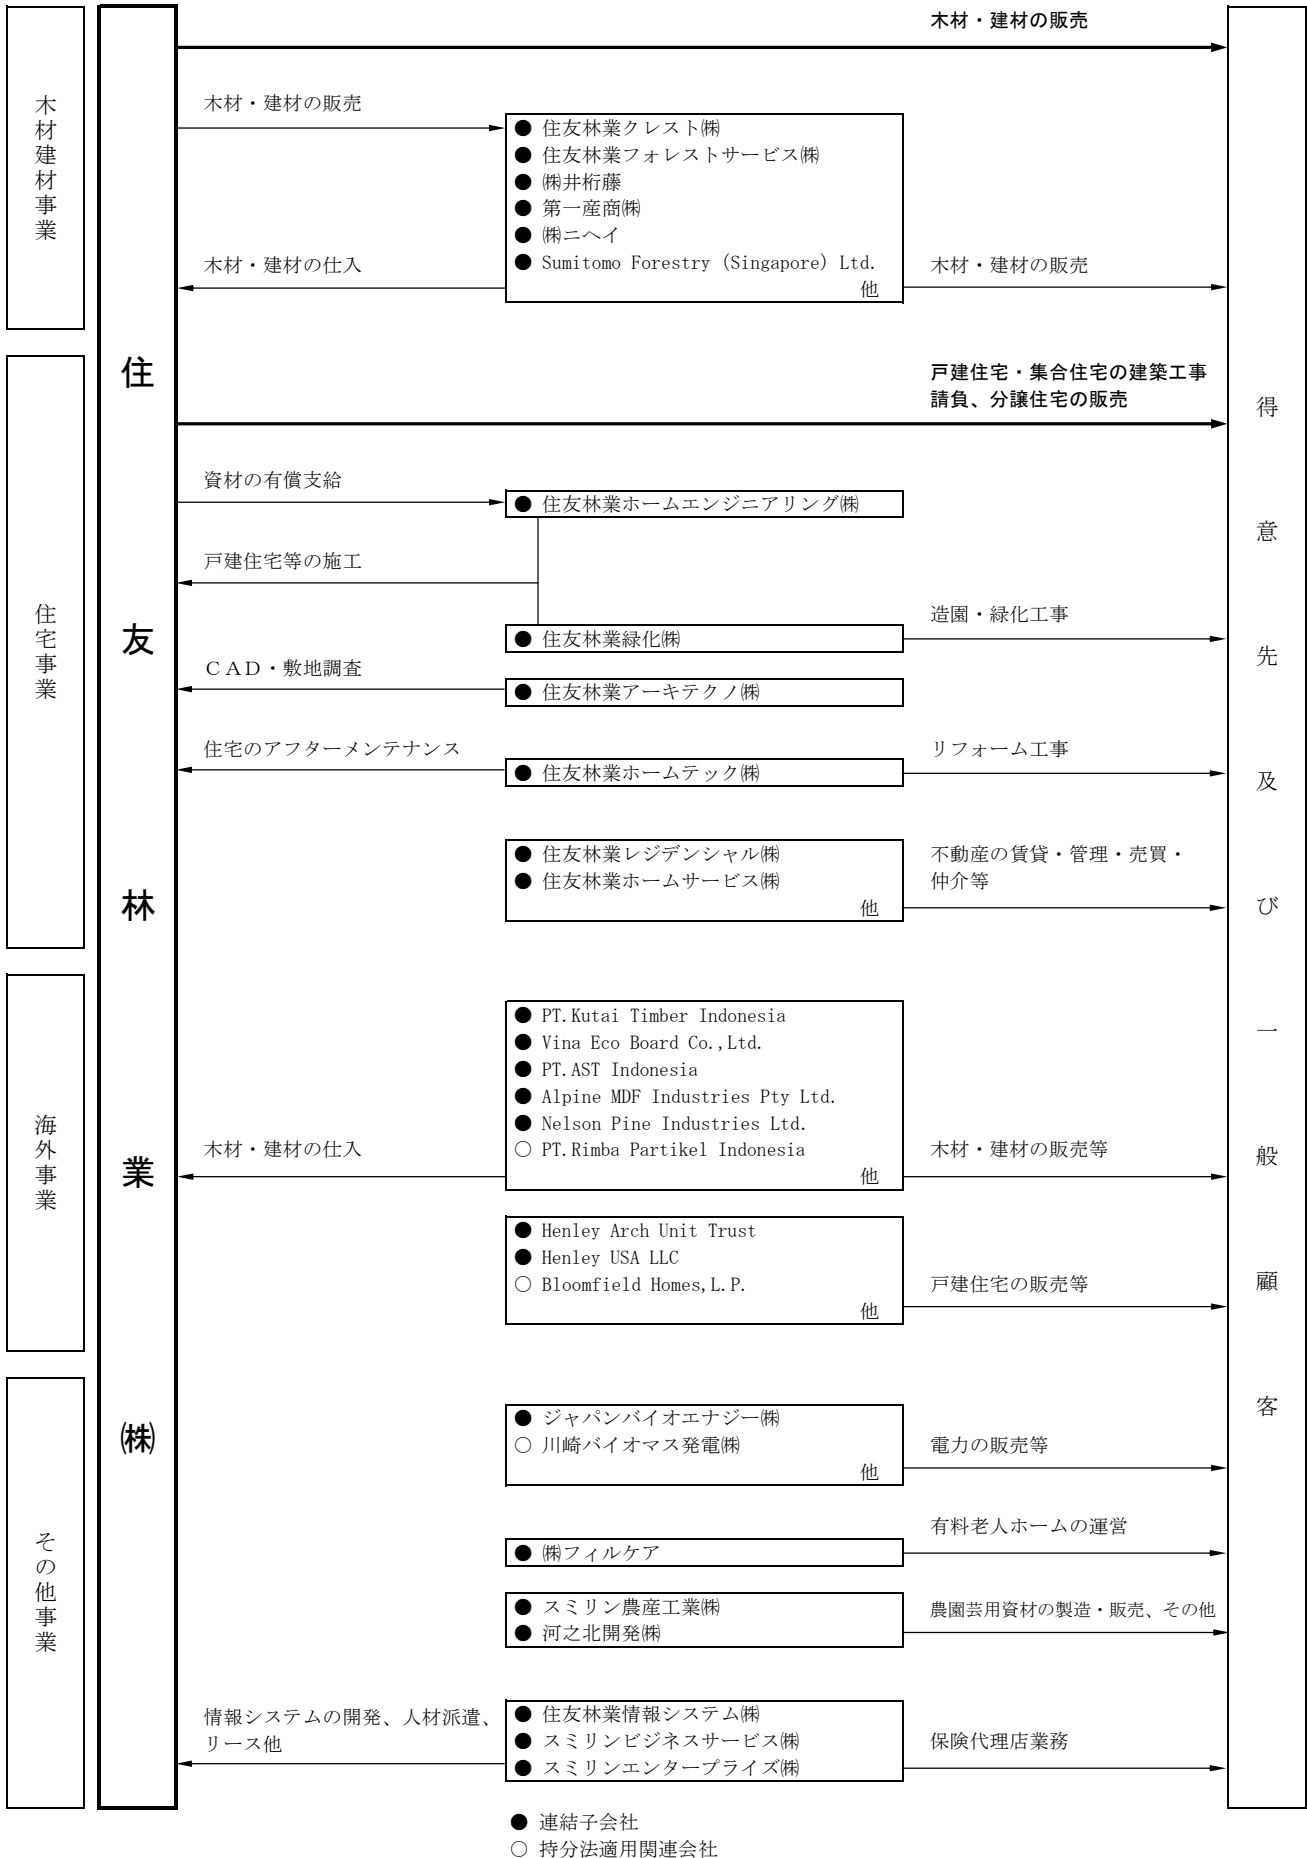 木材・建材の販売
木材建材事業
木材・建材の販売
● 住友林業クレスト㈱
● 住友林業フォレストサービス㈱
● ㈱井桁藤
● 第一産商㈱
● ㈱ニヘイ
● Sumitomo Forestry (Singapore) Ltd.
他
木材・建材の仕入
木材・建材の販売
住友林業㈱
得意先及び一般顧客
住宅事業
戸建住宅・集合住宅の建築工事
請負、分譲住宅の販売
資材の有償支給
● 住友林業ホームエンジニアリング㈱
戸建住宅等の施工
● 住友林業緑化㈱
造園・緑化工事
ＣＡＤ・敷地調査
● 住友林業アーキテクノ㈱
住宅のアフターメンテナンス
● 住友林業ホームテック㈱
リフォーム工事
● 住友林業レジデンシャル㈱
● 住友林業ホームサービス㈱
他
不動産の賃貸・管理・売買・
仲介等
海外事業
● PT.Kutai Timber Indonesia
● Vina Eco Board Co.,Ltd.
● PT.AST Indonesia
● Alpine MDF Industries Pty Ltd.
● Nelson Pine Industries Ltd.
○ PT.Rimba Partikel Indonesia
他
木材・建材の仕入
木材・建材の販売等
● Henley Arch Unit Trust
● Henley USA LLC
○ Bloomfield Homes,L.P.
他
戸建住宅の販売等
その他事業
● ジャパンバイオエナジー㈱
○ 川崎バイオマス発電㈱
他
電力の販売等
● ㈱フィルケア
有料老人ホームの運営
● スミリン農産工業㈱
● 河之北開発㈱
農園芸用資材の製造・販売、その他
情報システムの開発、人材派遣、
リース他
● 住友林業情報システム㈱
● スミリンビジネスサービス㈱
● スミリンエンタープライズ㈱
保険代理店業務
● 連結子会社
○ 持分法適用関連会社